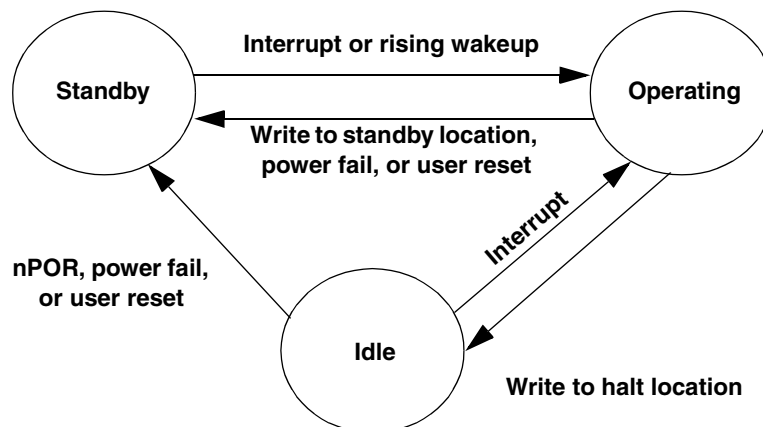 Interrupt or rising wakeup
Standby
Operating
Write to standby location,
power fail, or user reset
Interrupt
nPOR, power fail,
or user reset
Idle
Write to halt location